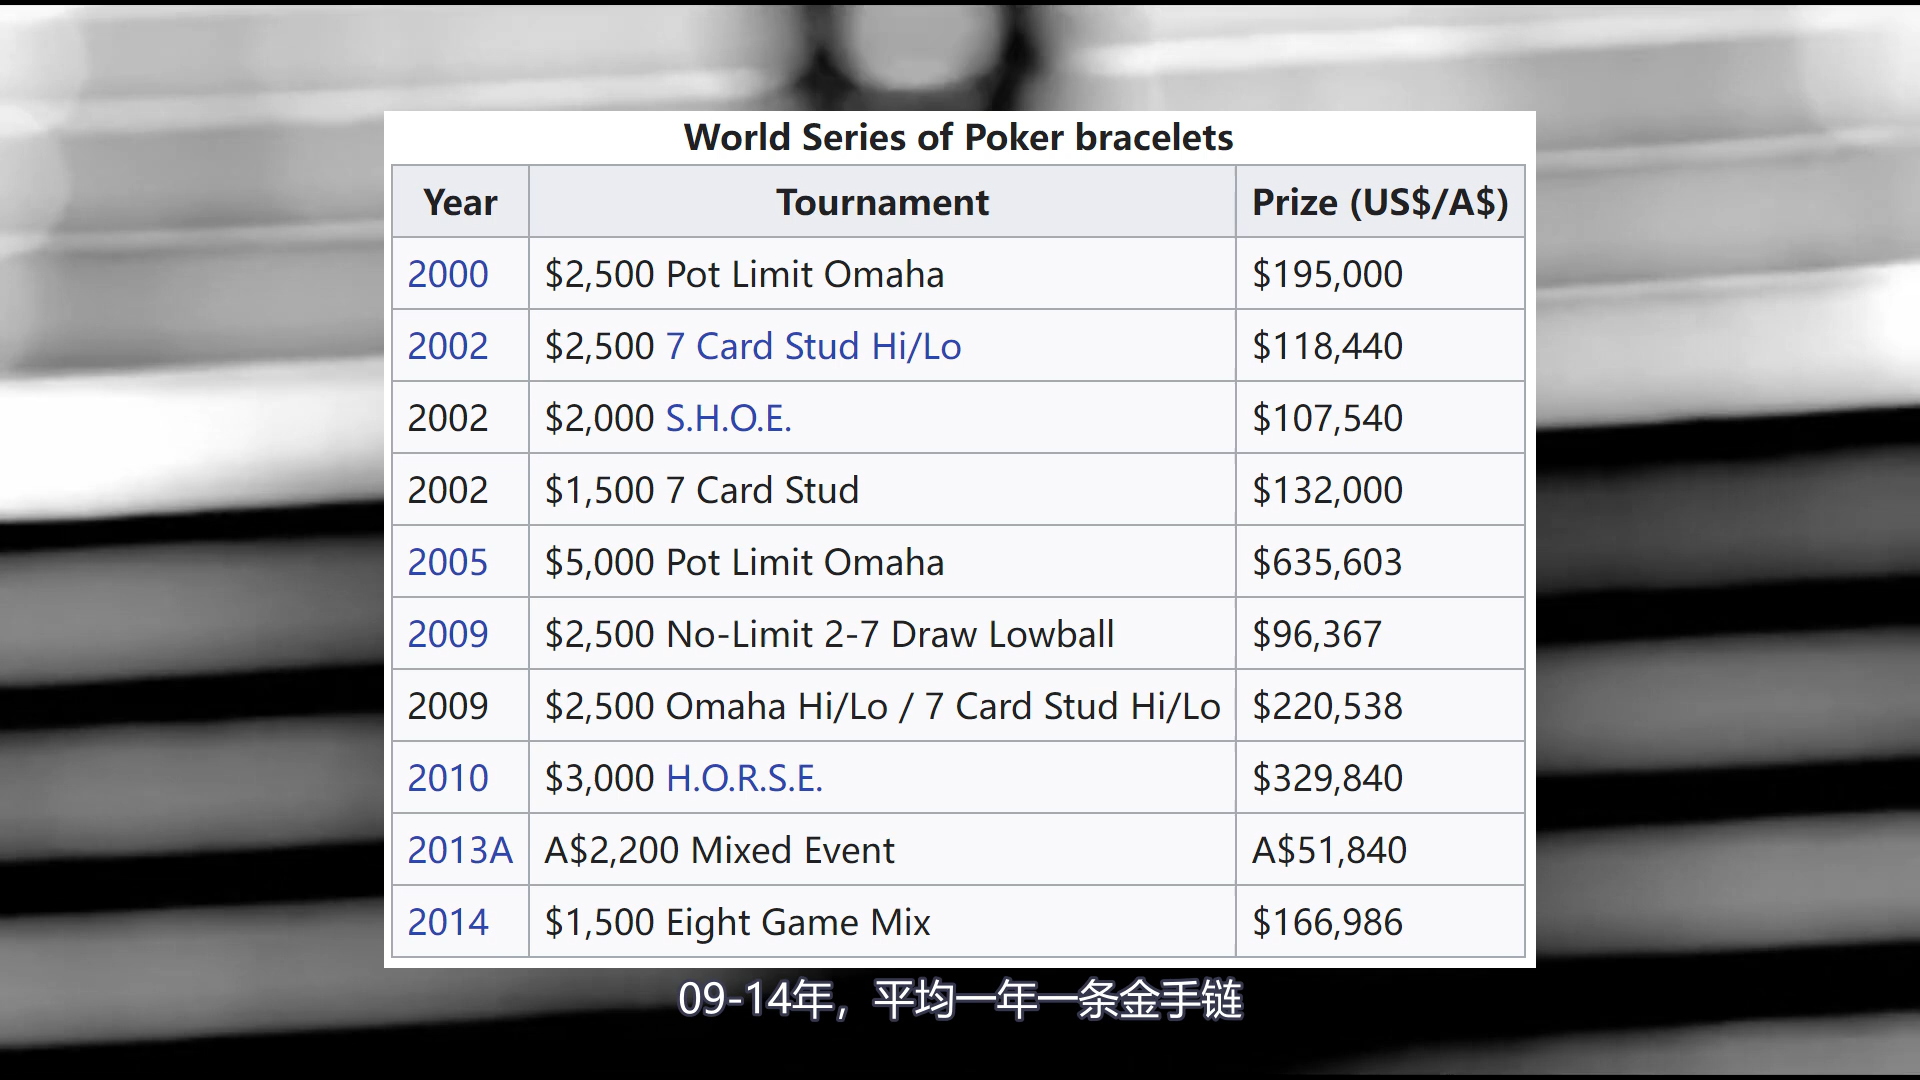 World Series of Poker bracelets
Year Tournament Prize (US$/A$)
2000 $2,500 Pot Limit Omaha $195,000
2002 $2,500 7 Card Stud Hi/Lo $118,440
2002 $2,000 S.H.O.E. $107,540
2002 $1,500 7 Card Stud $132,000
2005 $5,000 Pot Limit Omaha $635,603
2009 $2,500 No-Limit 2-7 Draw Lowball $96,367
2009 $2,500 Omaha Hi/Lo / 7 Card Stud Hi/Lo $220,538
2010 $3,000 H.O.R.S.E. $329,840
2013A A$2,200 Mixed Event A$51,840
2014 $1,500 Eight Game Mix $166,986
09-14年，平均一年一条金手链